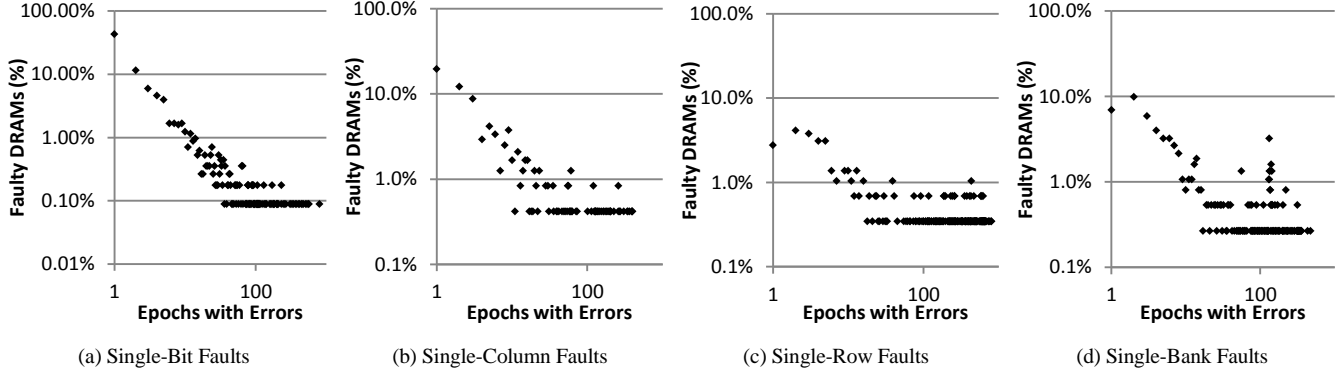 Faulty DRAMs (%)
100.00%
10.00%
1.00%
0.10%
0.01%
1 100
Epochs with Errors
(a) Single-Bit Faults
Faulty DRAMs (%)
100.0%
10.0%
1.0%
0.1%
1 100
Epochs with Errors
(b) Single-Column Faults
Faulty DRAMs (%)
100.0%
10.0%
1.0%
0.1%
1 100
Epochs with Errors
(c) Single-Row Faults
Faulty DRAMs (%)
100.0%
10.0%
1.0%
0.1%
1 100
Epochs with Errors
(d) Single-Bank Faults